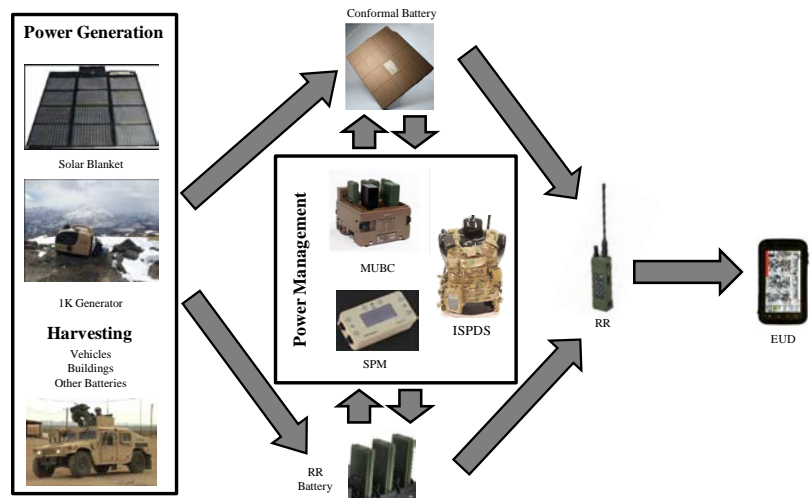 Power Generation
Solar Blanket
1K Generator
Harvesting
Vehicles
Buildings
Other Batteries
Conformal Battery
Power Management
MUBC
ISPDS
SPM
RR
Battery
RR
EUD